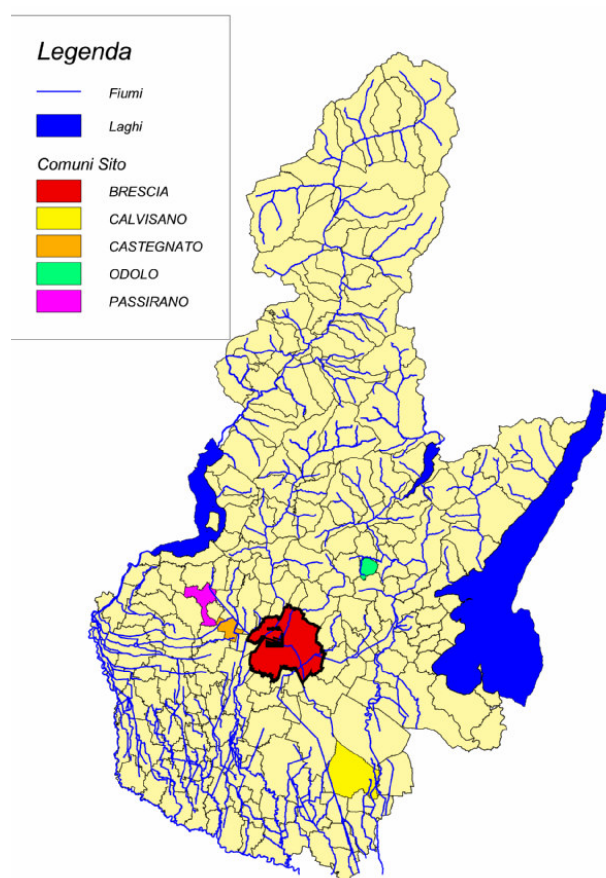 Legenda
Fiumi
Laghi
Comuni Sito
BRESCIA
CALVISANO
CASTEGNATO
ODOLO
PASSIRANO